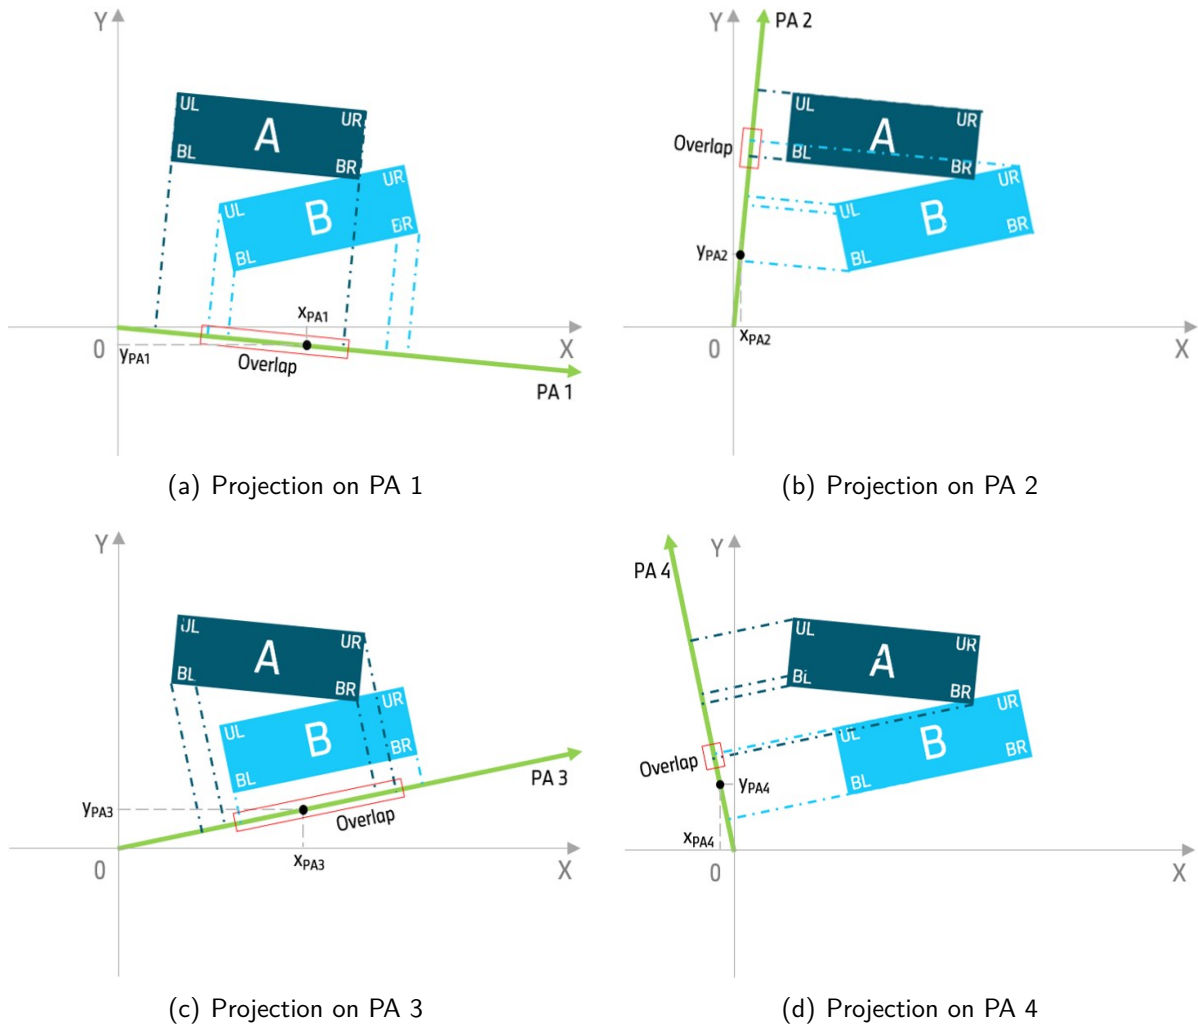 Y
UL
UR
A
BL
BR
UR
UL
B
BR
BL
xPA1
0
yPA1
X
Overlap
PA 1
(a) Projection on PA 1
Y
PA 2
UL
UR
Overlap
A
BL
BR
UR
UL
B
BR
BL
yPA2
0
xPA2
X
(b) Projection on PA 2
Y
UL
UR
A
BL
BR
UR
B
BR
BL
PA 3
yPA3
Overlap
0
xPA3
X
(c) Projection on PA 3
Y
PA 4
UL
UR
A
BL
BR
UR
UL
B
BR
Overlap
BL
yPA4
xPA4
0
X
(d) Projection on PA 4